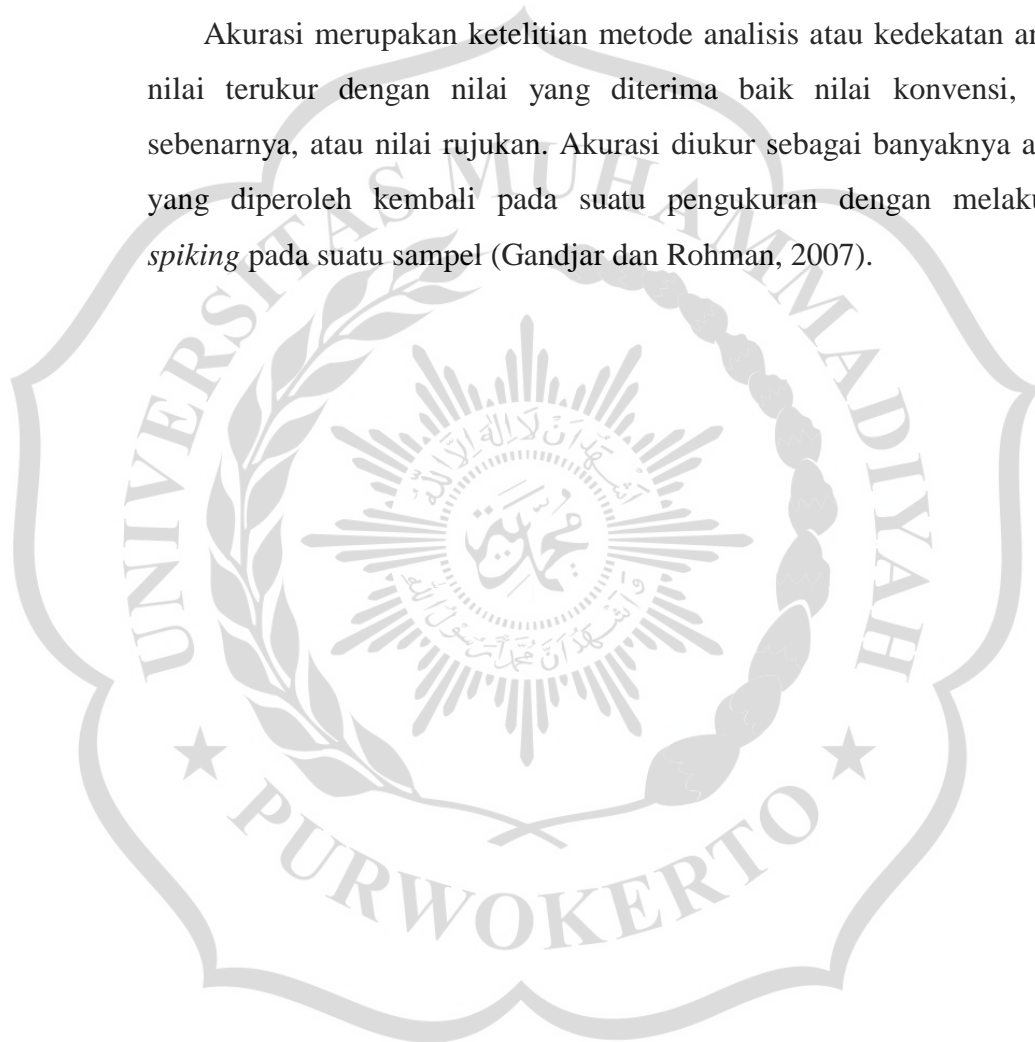 Akurasi merupakan ketelitian metode analisis atau kedekatan
nilai terukur dengan nilai yang diterima baik nilai konvensi,
sebenarnya, atau nilai rujukan. Akurasi diukur sebagai banyaknya
yang diperoleh kembali pada suatu pengukuran dengan
spiking pada suatu sampel (Gandjar dan Rohman, 2007).
UNIVERSITAS MUHAMMADIYAH
PURWOKERTO